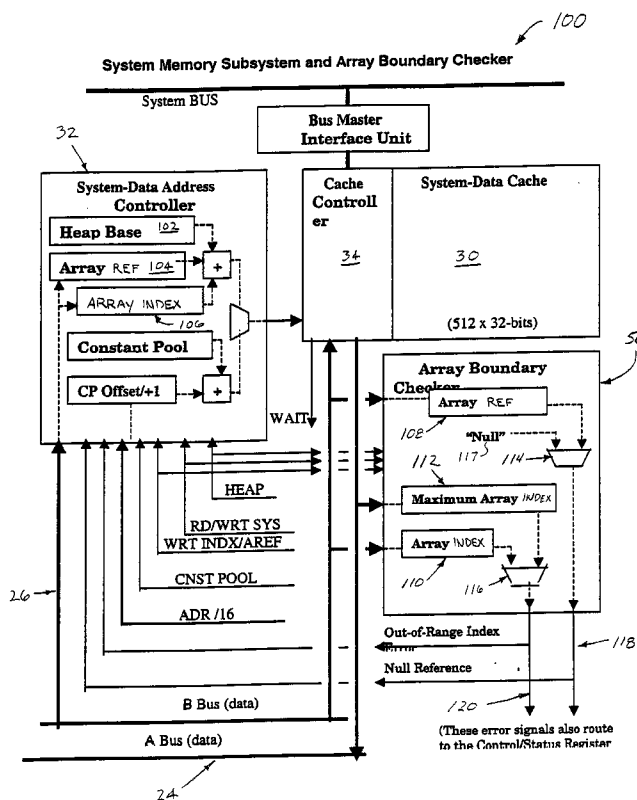 100
System Memory Subsystem and Array Boundary Checker
System BUS
Bus Master
Interface Unit
32
System-Data Address
Controller
Heap Base 102
Array REF 104
+
ARRAY INDEX
106
Constant Pool
CP Offset/+1
+
Cache
Controll
er
34
System-Data Cache
30
(512 x 32-bits)
WAIT
Array Boundary
Checker
Array REF
108
"Null"
117
114
112
Maximum Array INDEX
Array INDEX
110
116
HEAP
RD/WRT SYS
WRT INDX/AREF
CNST POOL
ADR /16
26
Out-of-Range Index
118
Null Reference
B Bus (data)
120
A Bus (data)
(These error signals also route
to the Control/Status Register
24